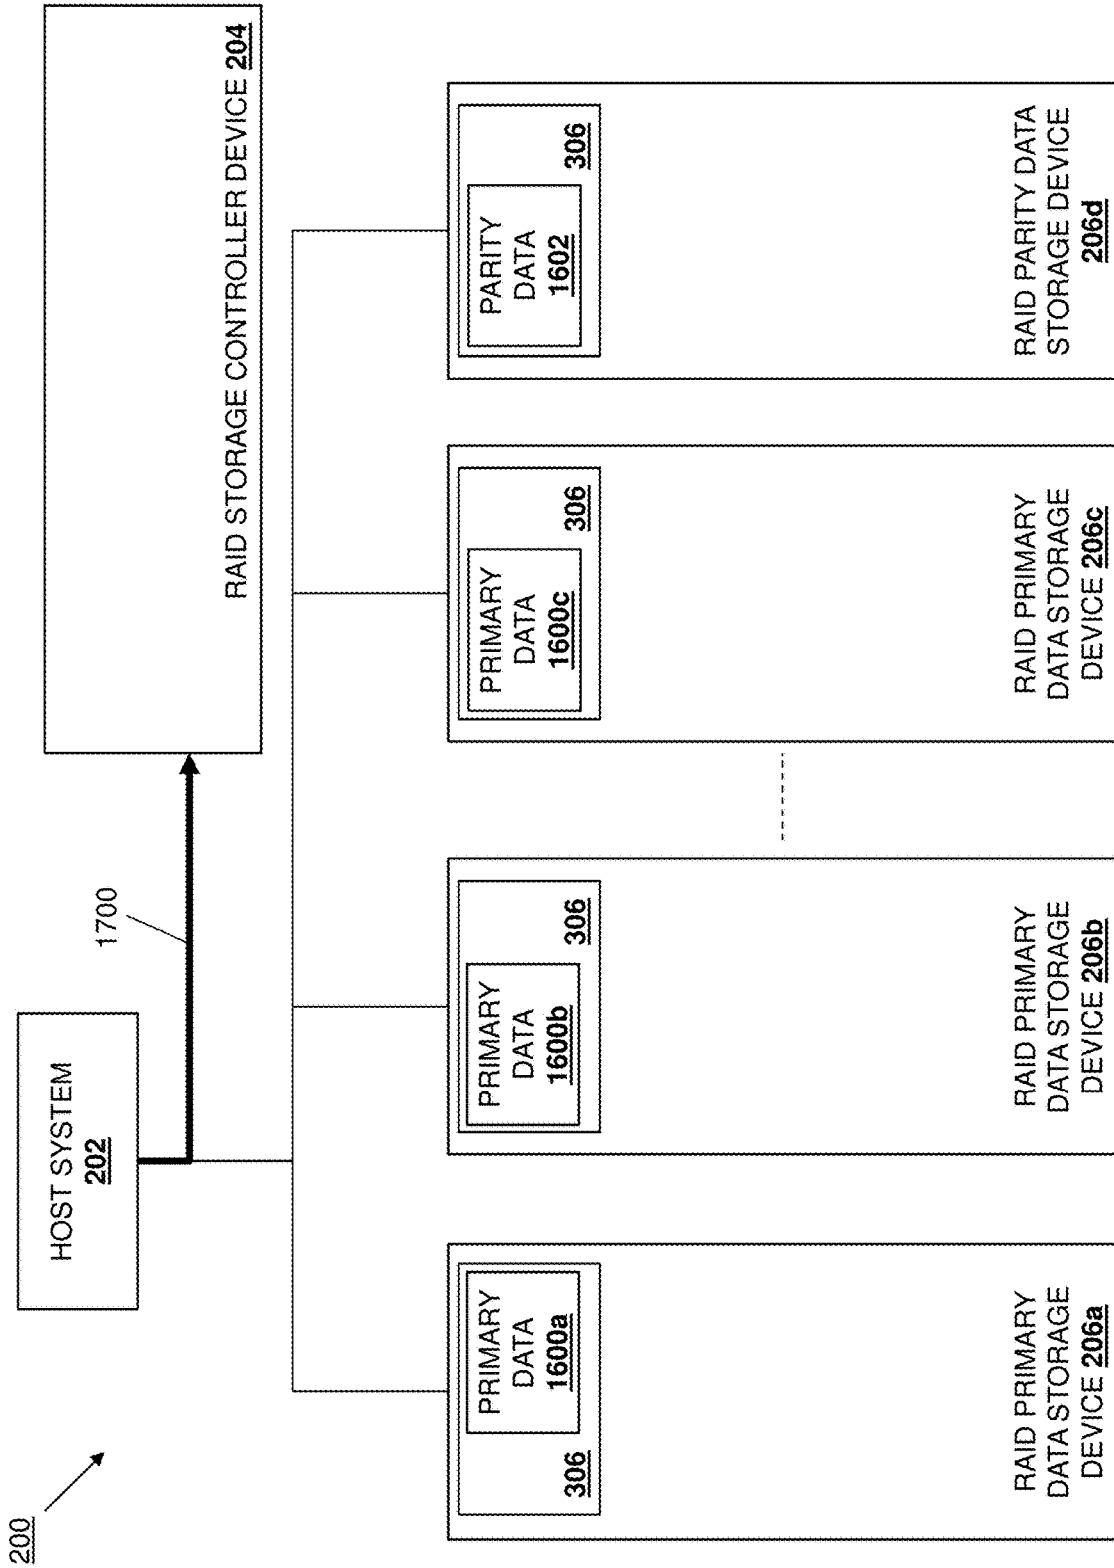 200
HOST SYSTEM
202
1700
RAID STORAGE CONTROLLER DEVICE 204
306
PRIMARY
DATA
1600a
RAID PRIMARY
DATA STORAGE
DEVICE 206a
PRIMARY
DATA
1600b
306
RAID PRIMARY
DATA STORAGE
DEVICE 206b
PRIMARY
DATA
1600c
306
RAID PRIMARY
DATA STORAGE
DEVICE 206c
PARITY
DATA
1602
306
RAID PARITY DATA
STORAGE DEVICE
206d